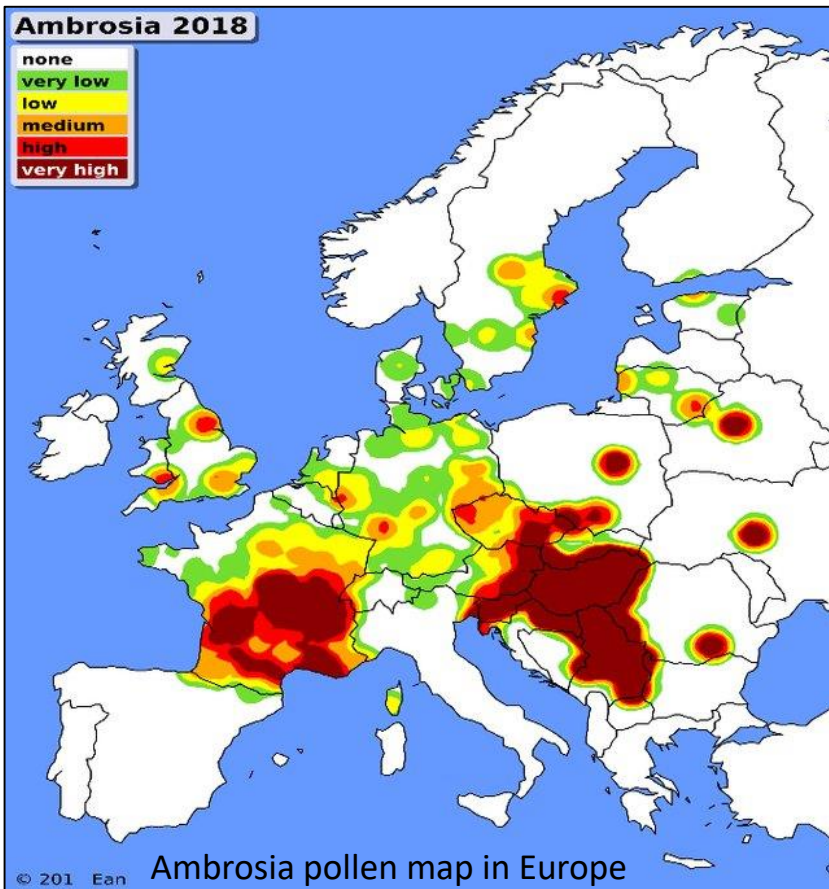 Ambrosia 2018
none
very low
low
medium
high
very high
© 201 Ean
Ambrosia pollen map in Europe